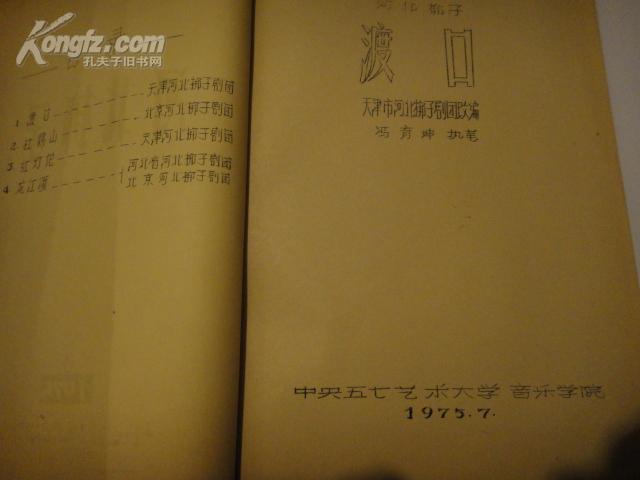 Kongfz.com
孔夫子旧书网
1. 渡口 天津河北梆子剧团
2. 杜鹃山 北京河北梆子剧团
3. 红灯记 天津河北梆子剧团
4. 龙江颂 河北省河北梆子剧团
北京河北梆子剧团
河北梆子
渡口
天津市河北梆子剧团改编
冯育坤执笔
中央五七艺术大学音乐学院
1975.7.